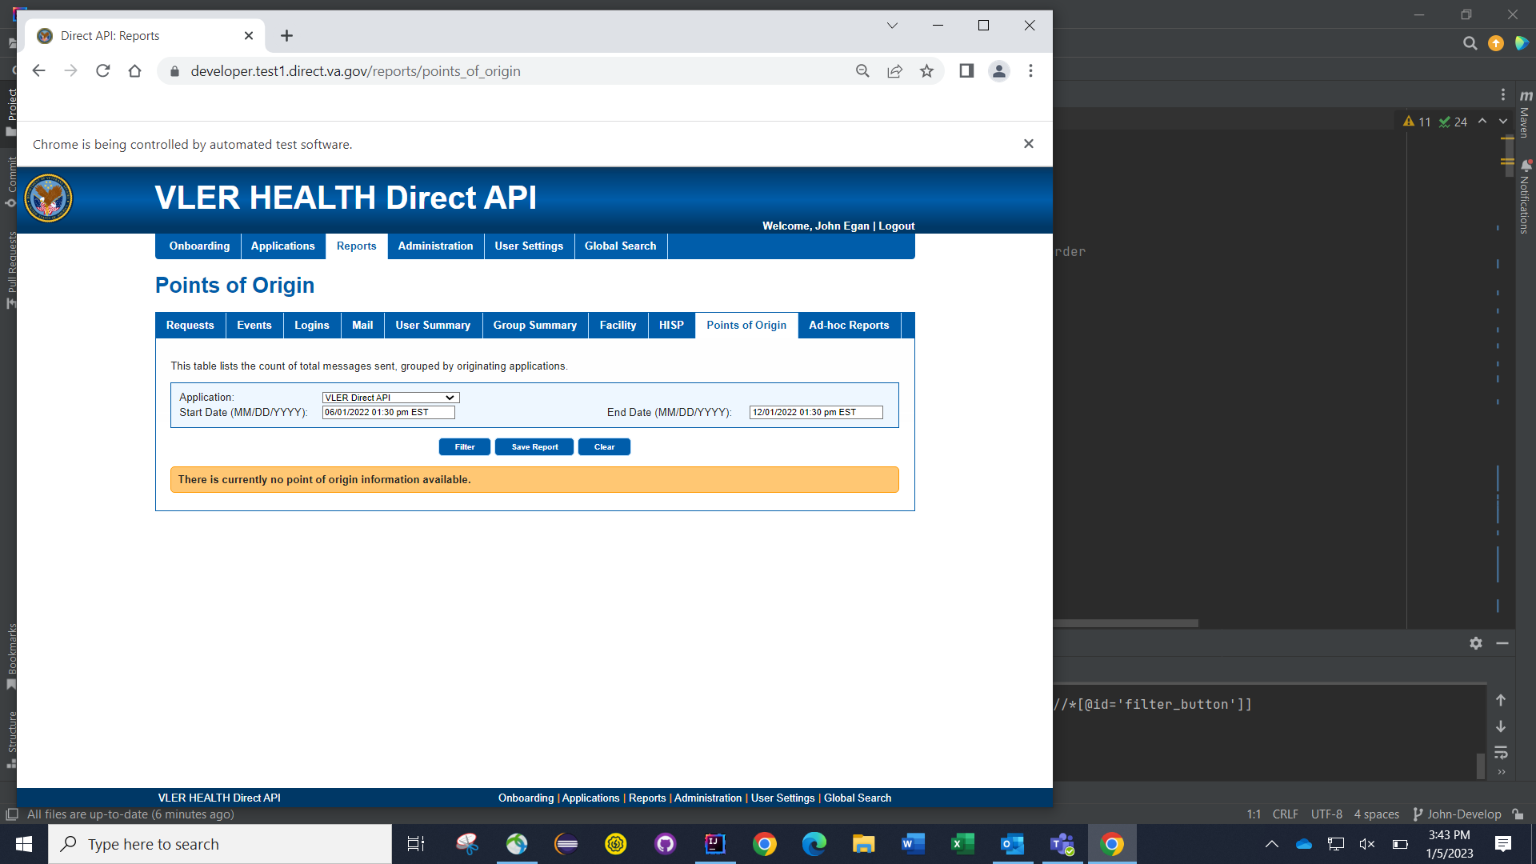 Direct API: Reports
developer.test1.direct.va.gov/reports/points_of_origin
Chrome is being controlled by automated test software.
VLER HEALTH Direct API
Welcome, John Egan | Logout
Onboarding Applications Reports Administration User Settings Global Search
Points of Origin
Requests Events Logins Mail User Summary Group Summary Facility HISP Points of Origin Ad-hoc Reports
This table lists the count of total messages sent, grouped by originating applications.
Application: VLER Direct API
Start Date (MM/DD/YYYY): 06/01/2022 01:30 pm EST End Date (MM/DD/YYYY): 12/01/2022 01:30 pm EST
Filter Save Report Clear
There is currently no point of origin information available.
VLER HEALTH Direct API Onboarding | Applications | Reports | Administration | User Settings | Global Search
Project
Commit
Pull Requests
Bookmarks
Structure
11 24
m
Maven
Notifications
rder
//*[@id='filter_button']]
All files are up-to-date (6 minutes ago) 1:1 CRLF UTF-8 4 spaces John-Develop
Type here to search
3:43 PM
1/5/2023